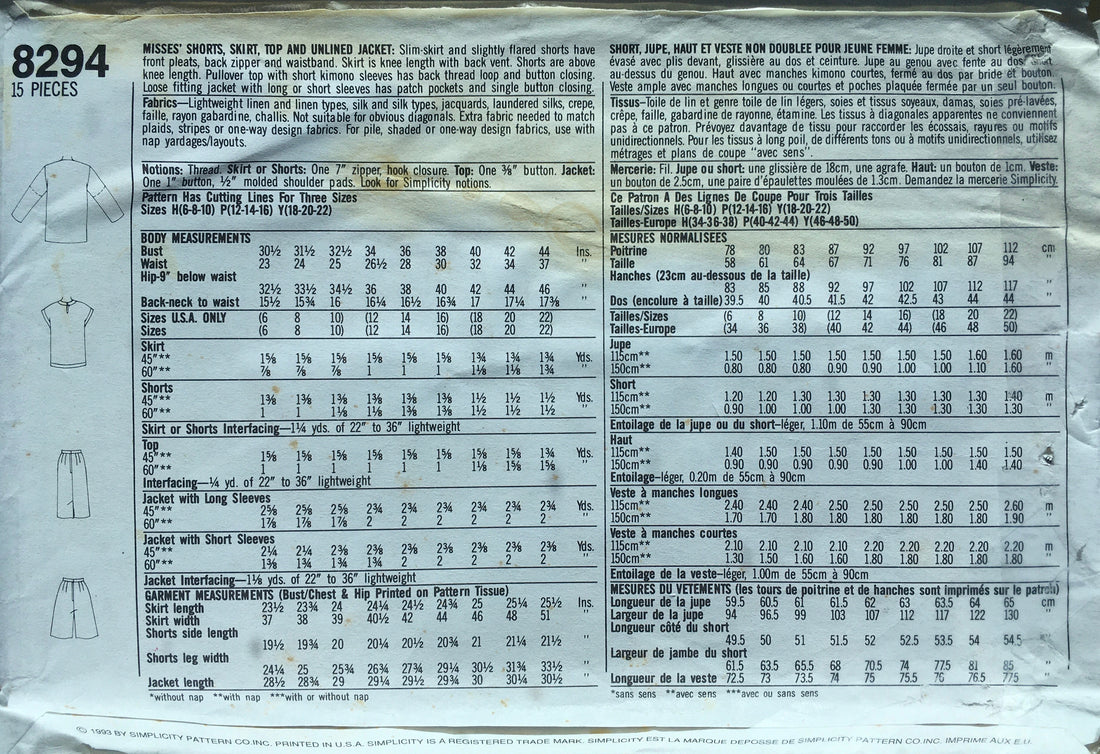 8294
15 PIECES
MISSES' SHORTS, SKIRT, TOP AND UNLINED JACKET: Slim-skirt and slightly flared shorts have
front pleats, back zipper and waistband. Skirt is knee length with back vent. Shorts are above
knee length. Pullover top with short kimono sleeves has back thread loop and button closing.
Loose fitting jacket with long or short sleeves has patch pockets and single button closing.
Fabrics—Lightweight linen and linen types, silk and silk types, jacquards, laundered silks, crepe,
faille, rayon gabardine, challis. Not suitable for obvious diagonals. Extra fabric needed to match
plaids, stripes or one-way design fabrics. For pile, shaded or one-way design fabrics, use with
nap yardages/layouts.
Notions: Thread. Skirt or Shorts: One 7" zipper, hook closure. Top: One ⅜" button. Jacket:
One 1" button, ½" molded shoulder pads. Look for Simplicity notions.
Pattern Has Cutting Lines For Three Sizes
Sizes H(6-8-10) P(12-14-16) Y(18-20-22)
BODY MEASUREMENTS
Bust 30½ 31½ 32½ 34 36 38 40 42 44 Ins.
Waist 23 24 25 26½ 28 30 32 34 37 "
Hip-9" below waist
32½ 33½ 34½ 36 38 40 42 44 46 "
Back-neck to waist 15½ 15¾ 16 16¼ 16½ 16¾ 17 17¼ 17⅜ "
Sizes U.S.A. ONLY (6 8 10) (12 14 16) (18 20 22)
Sizes (6 8 10) (12 14 16) (18 20 22)
Skirt
45"** 1⅝ 1⅝ 1⅝ 1⅝ 1⅝ 1⅝ 1¾ 1¾ 1¾ Yds.
60"** ⅞ ⅞ ⅞ 1 1 1 1⅛ 1⅛ 1¾ "
Shorts
45"** 1⅜ 1⅜ 1⅜ 1⅜ 1⅜ 1⅜ 1½ 1½ 1½ Yds.
60"** 1 1 1⅛ 1⅛ 1⅜ 1⅜ 1½ 1½ 1½ "
Skirt or Shorts Interfacing—1¼ yds. of 22" to 36" lightweight
Top
45"** 1⅝ 1⅝ 1⅝ 1⅝ 1⅝ 1⅝ 1⅝ 1⅝ 1¾ Yds.
60"** 1 1 1 1 1 1 1⅛ 1⅝ 1⅝ "
Interfacing—¼ yd. of 22" to 36" lightweight
Jacket with Long Sleeves
45"** 2⅝ 2⅝ 2⅝ 2¾ 2¾ 2¾ 2¾ 2¾ 2¾ Yds.
60"** 1⅞ 1⅞ 1⅞ 2 2 2 2 2 2 "
Jacket with Short Sleeves
45"** 2¼ 2¼ 2⅜ 2⅜ 2⅜ 2⅜ 2⅜ 2⅜ 2⅜ Yds.
60"** 1⅜ 1¾ 1¾ 2 2 2 2 2 2 "
Jacket Interfacing—1⅛ yds. of 22" to 36" lightweight
GARMENT MEASUREMENTS (Bust/Chest & Hip Printed on Pattern Tissue)
Skirt length 23½ 23¾ 24 24¼ 24½ 24¾ 25 25¼ 25½ Ins.
Skirt width 37 38 39 40½ 42 44 46 48 51 "
Shorts side length
19½ 19¾ 20 20¼ 20½ 20¾ 21 21¼ 21½ "
Shorts leg width
24¼ 25 25¾ 26¾ 27¾ 29¼ 30½ 31¾ 33½ "
Jacket length 28½ 28¾ 29 29¼ 29½ 29¾ 30 30¼ 30½ "
*without nap **with nap ***with or without nap
SHORT, JUPE, HAUT ET VESTE NON DOUBLEE POUR JEUNE FEMME: Jupe droite et short légèrement
évasé avec plis devant, glissière au dos et ceinture. Jupe au genou avec fente au dos. Short
au-dessus du genou. Haut avec manches kimono courtes, fermé au dos par bride et bouton.
Veste ample avec manches longues ou courtes et poches plaquée fermée par un seul bouton.
Tissus—Toile de lin et genre toile de lin légers, soies et tissus soyeux, damas, soies pré-lavées,
crêpe, faille, gabardine de rayonne, étamine. Les tissus à diagonales apparentes ne conviennent
pas à ce patron. Prévoyez davantage de tissu pour raccorder les écossais, rayures ou motifs
unidirectionnels. Pour les tissus à long poil, de différents tons ou à motifs unidirectionnels, utilisez
métrages et plans de coupe "avec sens".
Mercerie: Fil. Jupe ou short: une glissière de 18cm, une agrafe. Haut: un bouton de 1cm. Veste:
un bouton de 2.5cm, une paire d'épaulettes moulées de 1.3cm. Demandez la mercerie Simplicity.
Ce Patron A Des Lignes De Coupe Pour Trois Tailles
Tailles/Sizes H(6-8-10) P(12-14-16) Y(18-20-22)
Tailles-Europe H(34-36-38) P(40-42-44) Y(46-48-50)
MESURES NORMALISEES
Poitrine 78 80 83 87 92 97 102 107 112 cm
Taille 58 61 64 67 71 76 81 87 94 "
Hanches (23cm au-dessous de la taille)
83 85 88 92 97 102 107 112 117 "
Dos (encolure à taille) 39.5 40 40.5 41.5 42 42.5 43 44 44 "
Tailles/Sizes (6 8 10) (12 14 16) (18 20 22)
Tailles-Europe (34 36 38) (40 42 44) (46 48 50)
Jupe
115cm** 1.50 1.50 1.50 1.50 1.50 1.50 1.50 1.60 1.60 m
150cm** 0.80 0.80 0.80 0.90 0.90 1.00 1.00 1.10 1.60 "
Short
115cm** 1.20 1.20 1.30 1.30 1.30 1.30 1.30 1.30 1.40 m
150cm** 0.90 1.00 1.00 1.00 1.30 1.30 1.30 1.30 1.30 "
Entoilage de la jupe ou du short—léger, 1.10m de 55cm à 90cm
Haut
115cm** 1.40 1.50 1.50 1.50 1.50 1.50 1.50 1.50 1.50 m
150cm** 0.90 0.90 0.90 0.90 0.90 1.00 1.00 1.40 1.40 "
Entoilage—léger, 0.20m de 55cm à 90cm
Veste à manches longues
115cm** 2.40 2.40 2.40 2.50 2.50 2.50 2.50 2.50 2.60 m
150cm** 1.70 1.70 1.80 1.80 1.80 1.80 1.80 1.80 1.90 "
Veste à manches courtes
115cm** 2.10 2.10 2.10 2.10 2.20 2.20 2.20 2.20 2.20 m
150cm** 1.30 1.50 1.60 1.80 1.80 1.80 1.80 1.80 1.80 "
Entoilage de la veste—léger, 1.00m de 55cm à 90cm
MESURES DU VETEMENTS (les tours de poitrine et de hanches sont imprimés sur le patron)
Longueur de la jupe 59.5 60.5 61 61.5 62 63 63.5 64 65 cm
Largeur de la jupe 94 96.5 99 103 107 112 117 122 130 "
Longueur côté du short
49.5 50 51 51.5 52 52.5 53.5 54 54.5 "
Largeur de jambe du short
61.5 63.5 65.5 68 70.5 74 77.5 81 85 "
Longueur de la veste 72.5 73 73.5 74 75 75.5 76 76.5 77.5 "
*sans sens **avec sens ***avec ou sans sens
© 1993 BY SIMPLICITY PATTERN CO.INC. PRINTED IN U.S.A. SIMPLICITY IS A REGISTERED TRADE MARK. SIMPLICITY EST LA MARQUE DEPOSSE DE SIMPLICITY PATTERN CO.INC. IMPRIME AUX E.U.